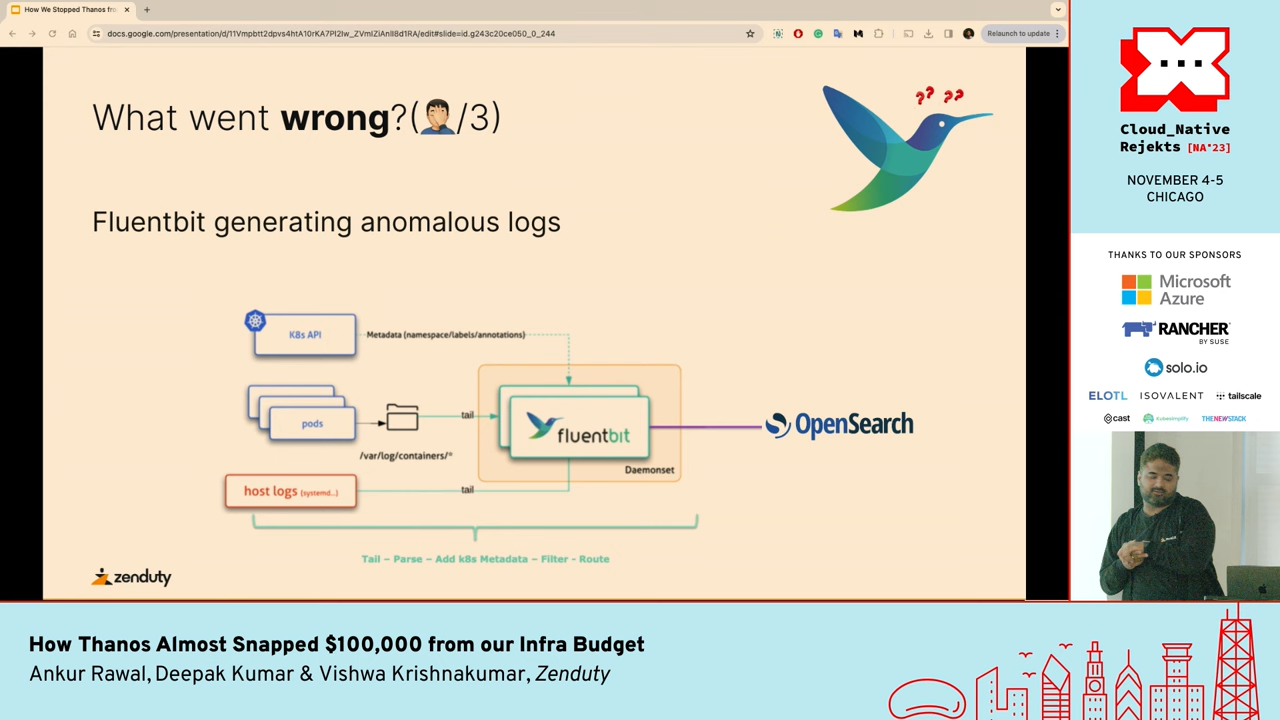 How We Stopped Thanos fro
docs.google.com/presentation/d/11Vmpbtt2dpvs4htA10rKA7Pl2Iw_ZVmIZiAnII8d1RA/edit#slide=id.g243c20ce050_0_244
Relaunch to update
What went wrong?(🤦/3)
?? ??
Fluentbit generating anomalous logs
K8s API
Metadata (namespace/labels/annotations)
pods
tail
fluentbit
OpenSearch
/var/log/containers/*
Daemonset
host logs (systemd...)
tail
Tail – Parse – Add k8s Metadata – Filter - Route
zenduty
Cloud_Native
Rejekts [NA'23]
NOVEMBER 4-5
CHICAGO
THANKS TO OUR SPONSORS
Microsoft
Azure
RANCHER
BY SUSE
solo.io
ELOTL ISOVALENT tailscale
cast Kubesimplify THENEWSTACK
How Thanos Almost Snapped $100,000 from our Infra Budget
Ankur Rawal, Deepak Kumar & Vishwa Krishnakumar, Zenduty